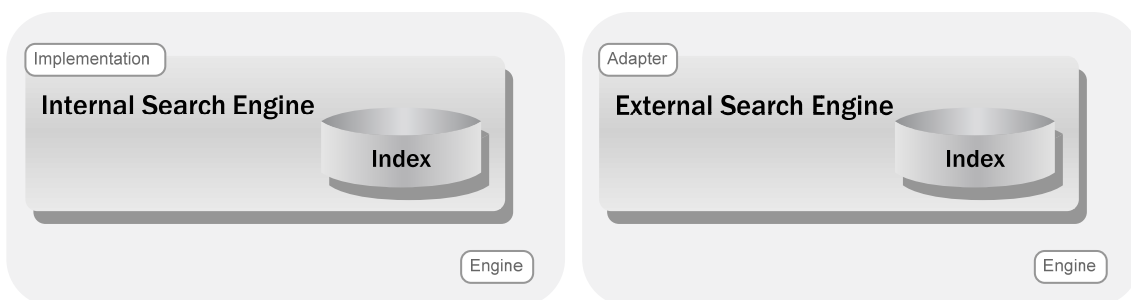 Implementation
Internal Search Engine
Index
Engine
Adapter
External Search Engine
Index
Engine